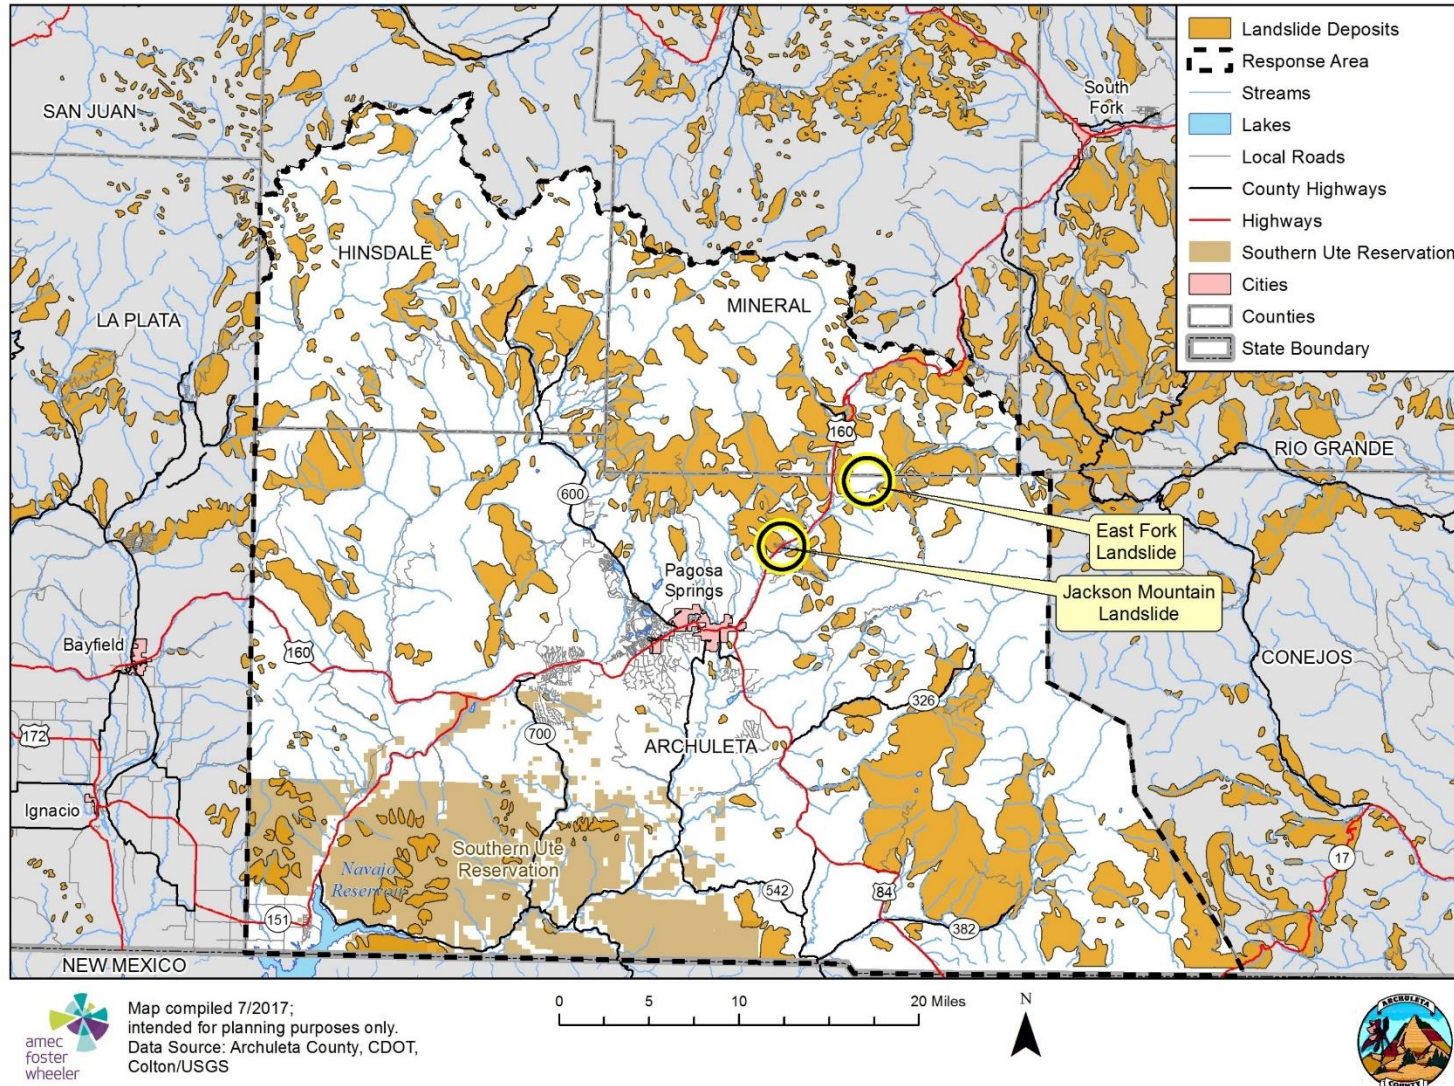 Landslide Deposits
Response Area
Streams
Lakes
Local Roads
County Highways
Highways
Southern Ute Reservation
Cities
Counties
State Boundary
SAN JUAN
South
Fork
HINSDALE
MINERAL
LA PLATA
160
RIO GRANDE
600
East Fork
Landslide
Pagosa
Springs
Jackson Mountain
Landslide
Bayfield
160
CONEJOS
326
172
700
ARCHULETA
Ignacio
Southern Ute
Reservation
Navajo
Reservoir
17
542
84
151
382
NEW MEXICO
amec
foster
wheeler
Map compiled 7/2017;
intended for planning purposes only.
Data Source: Archuleta County, CDOT,
Colton/USGS
0 5 10 20 Miles
N
ARCHULETA
COUNTY